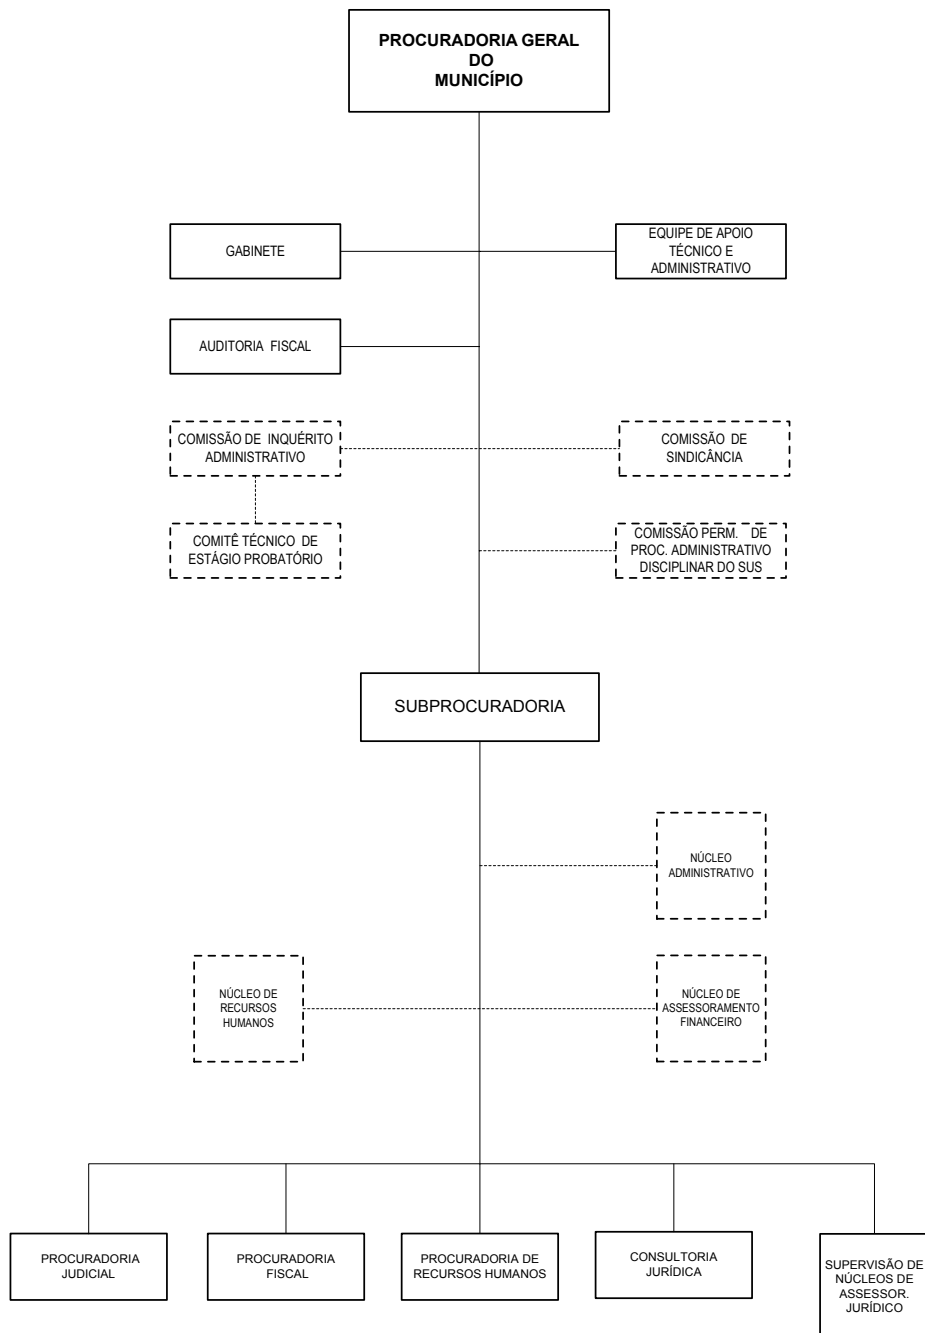 PROCURADORIA GERAL
DO
MUNICÍPIO
GABINETE
EQUIPE DE APOIO
TÉCNICO E
ADMINISTRATIVO
AUDITORIA FISCAL
COMISSÃO DE INQUÉRITO
ADMINISTRATIVO
COMISSÃO DE
SINDICÂNCIA
COMITÊ TÉCNICO DE
ESTÁGIO PROBATÓRIO
COMISSÃO PERM. DE
PROC. ADMINISTRATIVO
DISCIPLINAR DO SUS
SUBPROCURADORIA
NÚCLEO
ADMINISTRATIVO
NÚCLEO DE
RECURSOS
HUMANOS
NÚCLEO DE
ASSESSORAMENTO
FINANCEIRO
PROCURADORIA
JUDICIAL
PROCURADORIA
FISCAL
PROCURADORIA DE
RECURSOS HUMANOS
CONSULTORIA
JURÍDICA
SUPERVISÃO DE
NÚCLEOS DE
ASSESSOR.
JURÍDICO